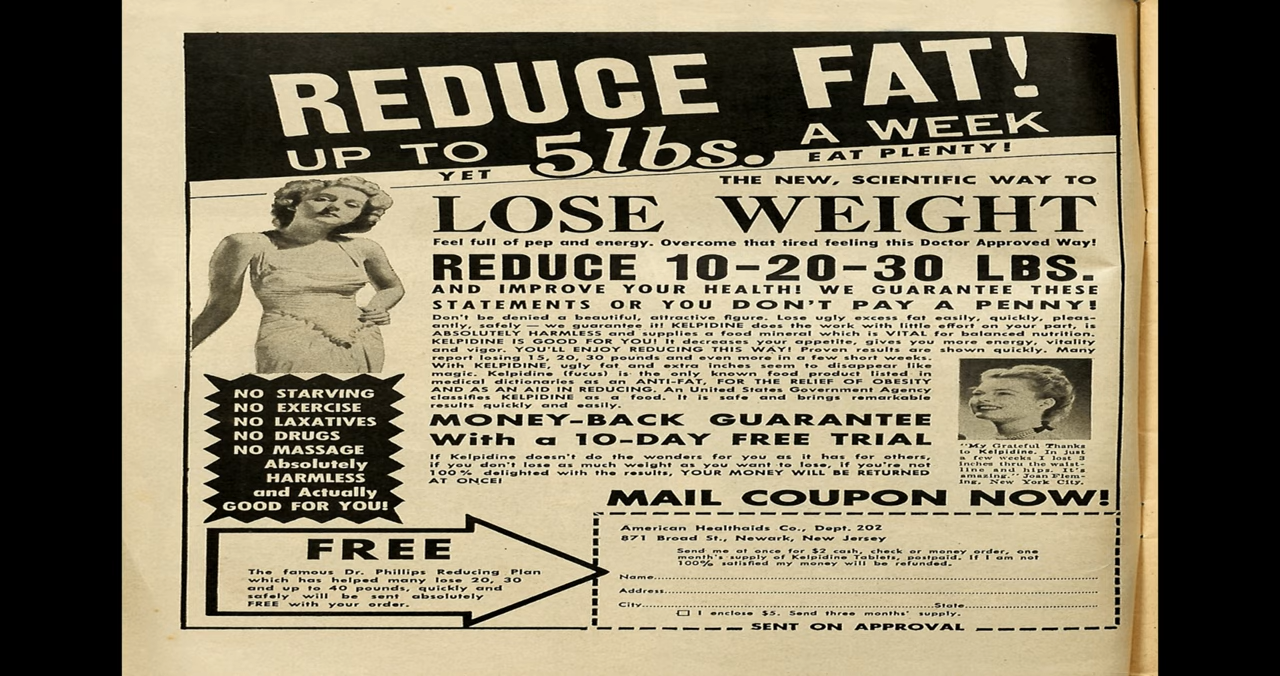 REDUCE FAT!
UP TO 5lbs. A WEEK
YET EAT PLENTY!
THE NEW, SCIENTIFIC WAY TO
LOSE WEIGHT
Feel full of pep and energy. Overcome that tired feeling this Doctor Approved Way!
REDUCE 10-20-30 LBS.
AND IMPROVE YOUR HEALTH! WE GUARANTEE THESE
STATEMENTS OR YOU DON'T PAY A PENNY!
Don't be denied a beautiful, attractive figure. Lose ugly excess fat easily, quickly, pleas-
antly, safely — we guarantee it! KELPIDINE does the work with little effort on your part, is
ABSOLUTELY HARMLESS and supplies a food mineral which is VITAL for balanced nutrition.
KELPIDINE IS GOOD FOR YOU! It decreases your appetite, gives you more energy, vitality
and vigor. YOU'LL ENJOY REDUCING THIS WAY! Proven results are shown quickly. Many
report losing 15, 20, 30 pounds and even more in a few short weeks.
With KELPIDINE, ugly fat and extra inches seem to disappear like
magic. Kelpidine (fucus) is the only known food product listed in
medical dictionaries as an ANTI-FAT, FOR THE RELIEF OF OBESITY
AND AS AN AID IN REDUCING. An United States Government Agency
classifies KELPIDINE as a food. It is safe and brings remarkable
results quickly and easily.
MONEY-BACK GUARANTEE
With a 10-DAY FREE TRIAL
If Kelpidine doesn't do the wonders for you as it has for others,
if you don't lose as much weight as you want to lose, if you're not
100% delighted with the results, YOUR MONEY WILL BE RETURNED
AT ONCE!
"My Grateful Thanks
to Kelpidine. In just
a few weeks I lost 3
inches thru the waist-
line and hips. It's
amazing." Joan Flem-
ing, New York City.
NO STARVING
NO EXERCISE
NO LAXATIVES
NO DRUGS
NO MASSAGE
Absolutely
HARMLESS
and Actually
GOOD FOR YOU!
MAIL COUPON NOW!
FREE
The famous Dr. Phillips Reducing Plan
which has helped many lose 20, 30
and up to 40 pounds, quickly and
safely will be sent absolutely
FREE with your order.
American Healthaids Co., Dept. 202
871 Broad St., Newark, New Jersey
Send me at once for $2 cash, check or money order, one
month's supply of Kelpidine Tablets, postpaid. If I am not
100% satisfied my money will be refunded.
Name
Address
City State
I enclose $5. Send three months' supply.
SENT ON APPROVAL